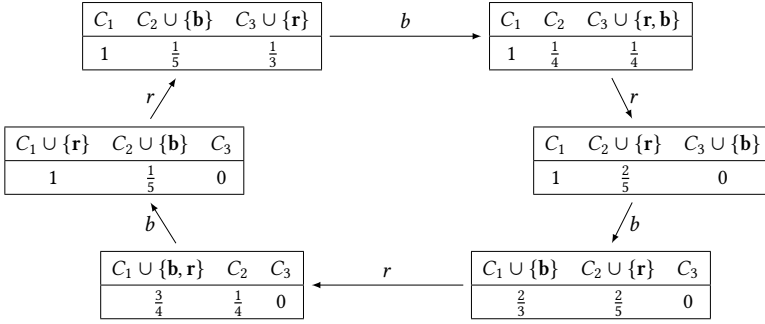 C₁ C₂ ∪ {b} C₃ ∪ {r}
1 1/5 1/3
b
C₁ C₂ C₃ ∪ {r, b}
1 1/4 1/4
r
r
C₁ ∪ {r} C₂ ∪ {b} C₃
1 1/5 0
C₁ C₂ ∪ {r} C₃ ∪ {b}
1 2/5 0
b
b
C₁ ∪ {b, r} C₂ C₃
3/4 1/4 0
r
C₁ ∪ {b} C₂ ∪ {r} C₃
2/3 2/5 0